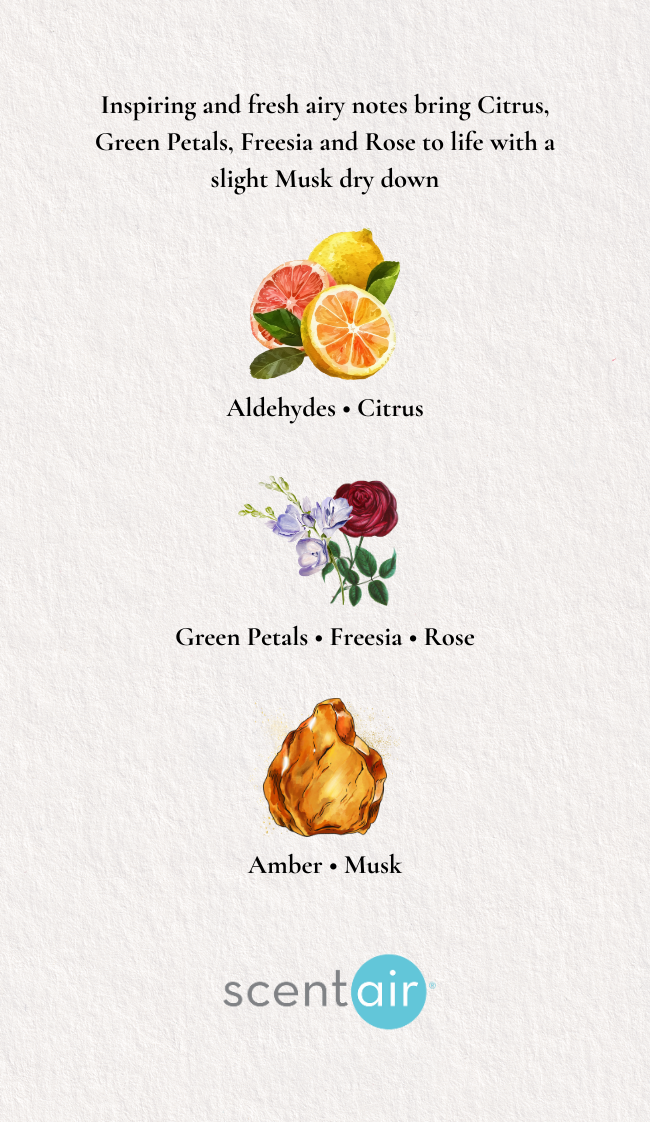 Inspiring and fresh airy notes bring Citrus,
Green Petals, Freesia and Rose to life with a
slight Musk dry down
Aldehydes • Citrus
Green Petals • Freesia • Rose
Amber • Musk
scentair®